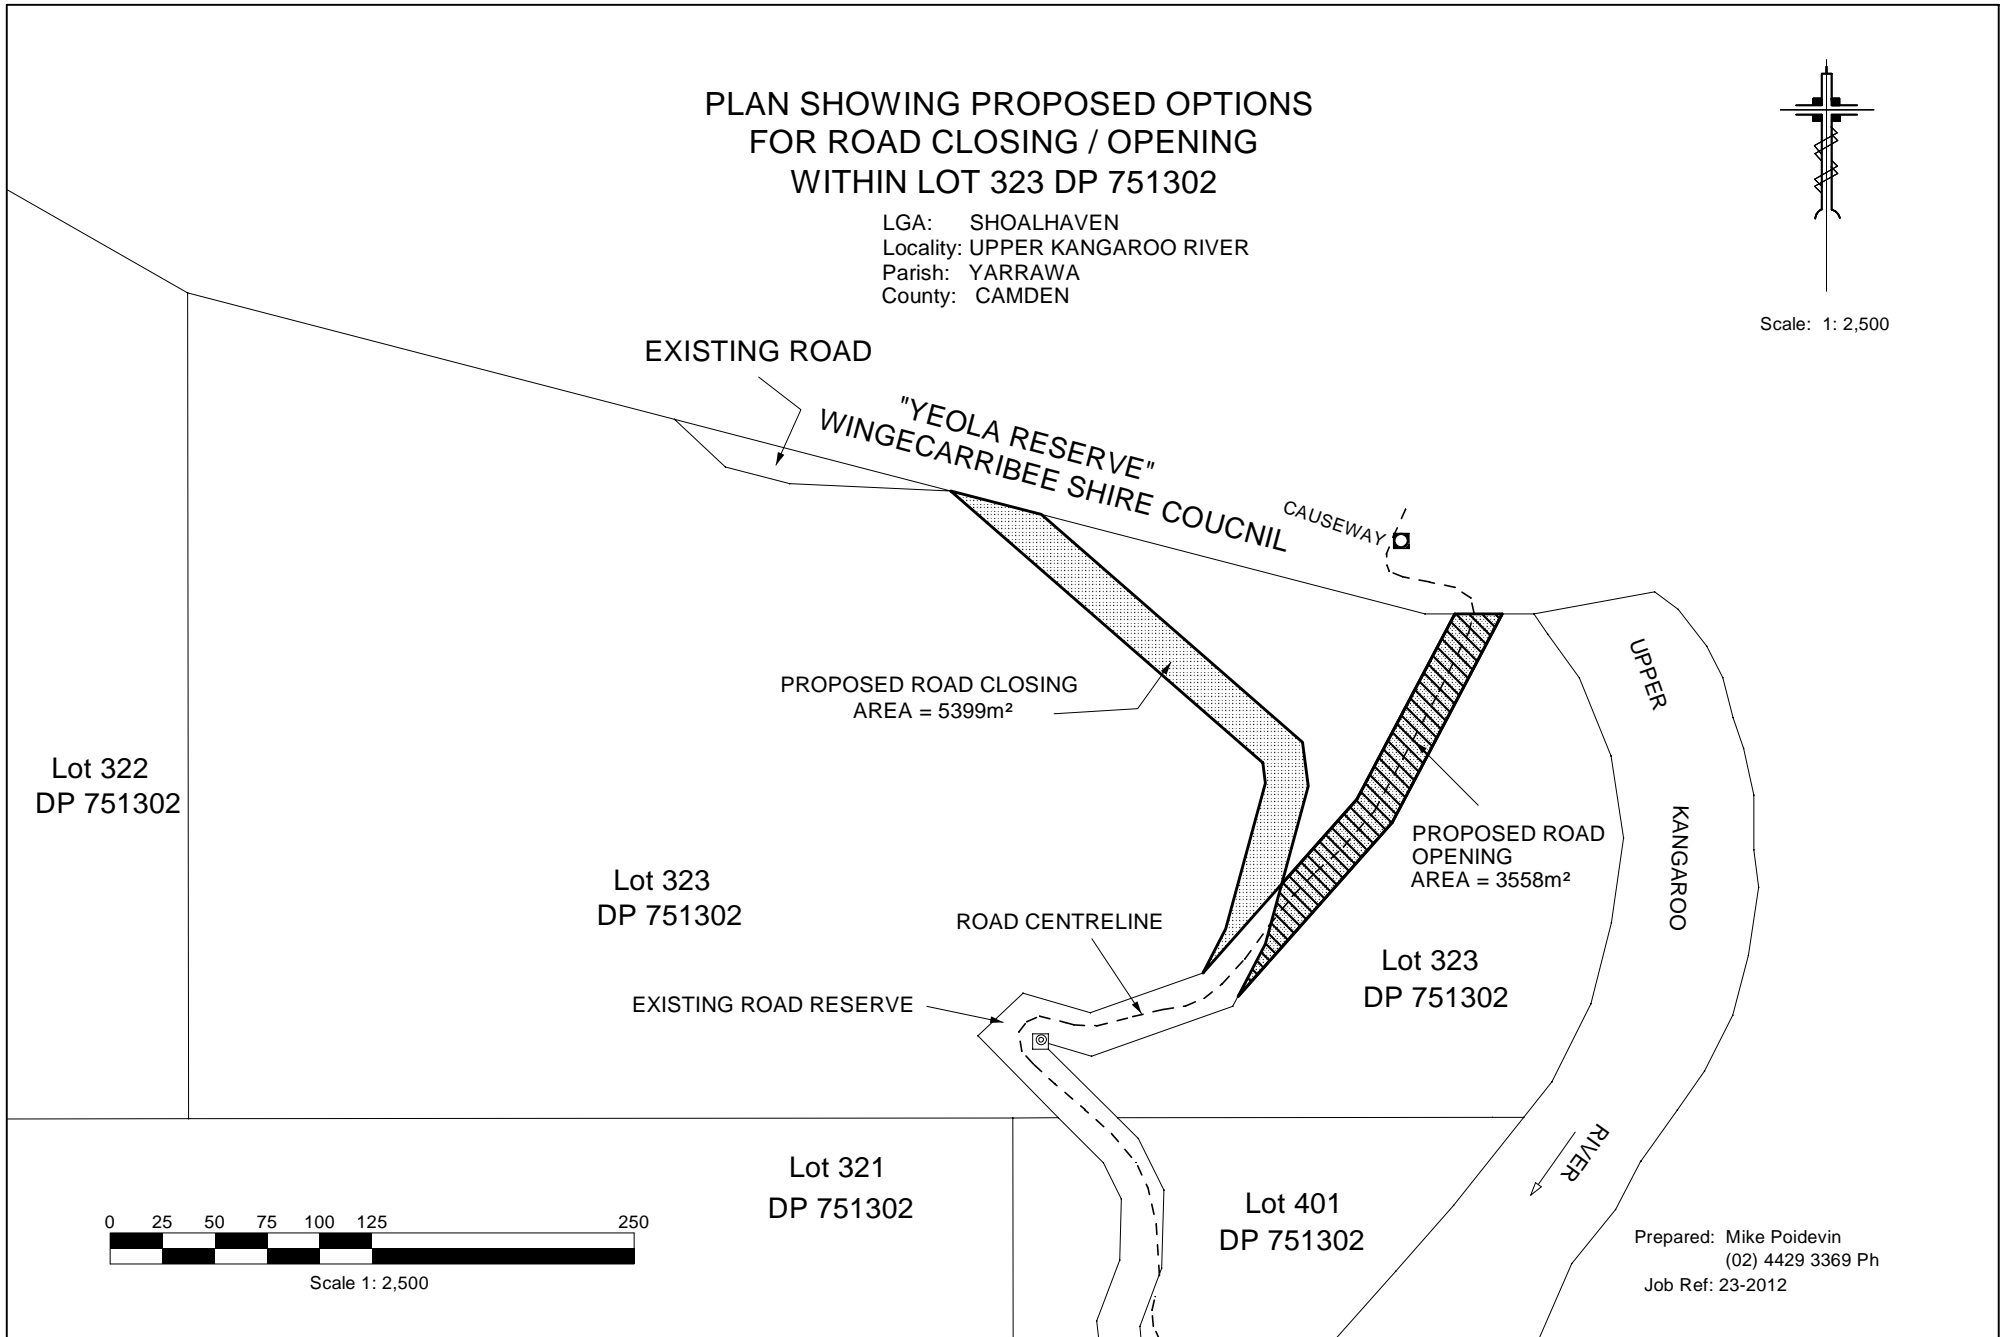 PLAN SHOWING PROPOSED OPTIONS
FOR ROAD CLOSING / OPENING
WITHIN LOT 323 DP 751302
LGA: SHOALHAVEN
Locality: UPPER KANGAROO RIVER
Parish: YARRAWA
County: CAMDEN
Scale: 1: 2,500
EXISTING ROAD
"YEOLA RESERVE"
WINGECARRIBEE SHIRE COUCNIL
CAUSEWAY
PROPOSED ROAD CLOSING
AREA = 5399m²
UPPER
KANGAROO
RIVER
Lot 322
DP 751302
PROPOSED ROAD
OPENING
AREA = 3558m²
Lot 323
DP 751302
ROAD CENTRELINE
Lot 323
DP 751302
EXISTING ROAD RESERVE
Lot 321
DP 751302
Lot 401
DP 751302
0 25 50 75 100 125 250
Scale 1: 2,500
Prepared: Mike Poidevin
(02) 4429 3369 Ph
Job Ref: 23-2012